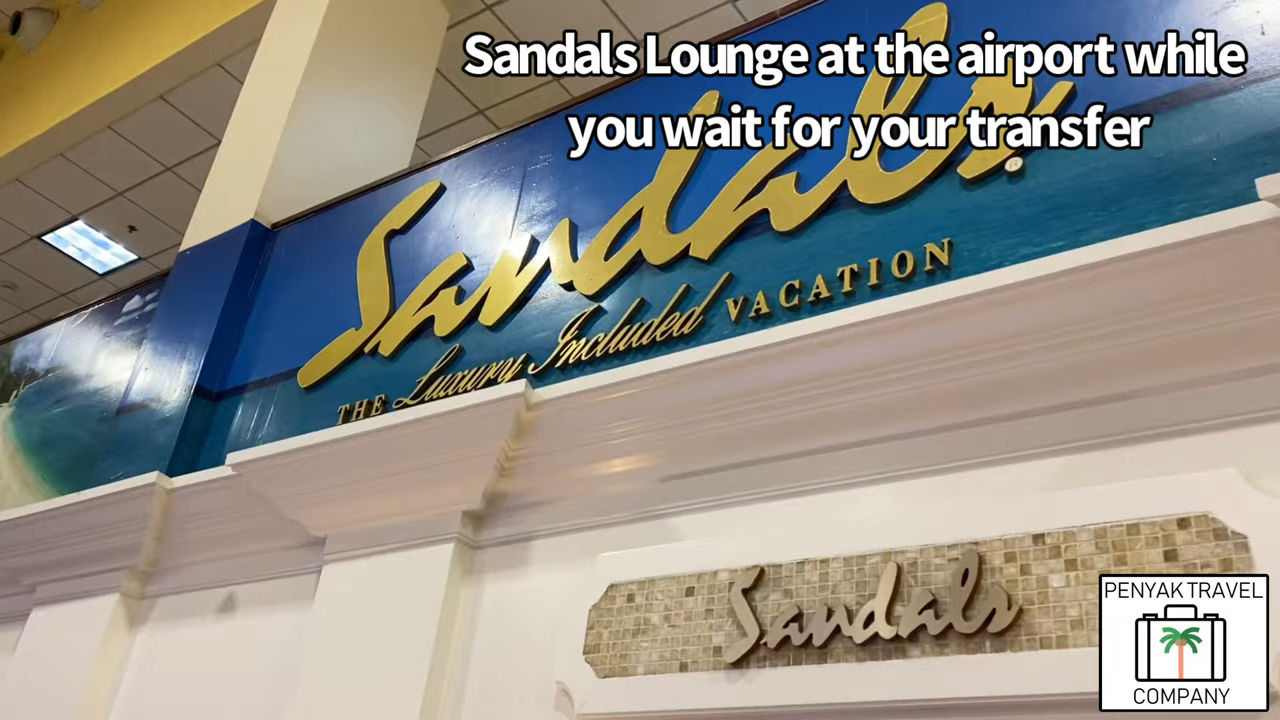 Sandals Lounge at the airport while
you wait for your transfer
Sandals®
THE Luxury Included VACATION
Sandals
PENYAK TRAVEL
COMPANY